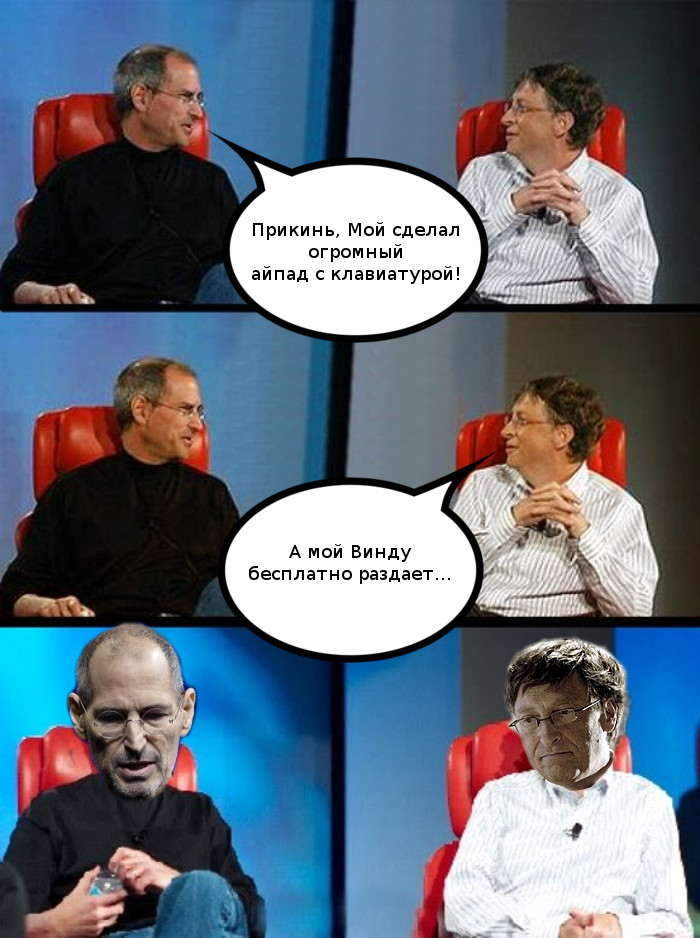 Прикинь, Мой сделал
огромный
айпад с клавиатурой!
А мой Винду
бесплатно раздает...